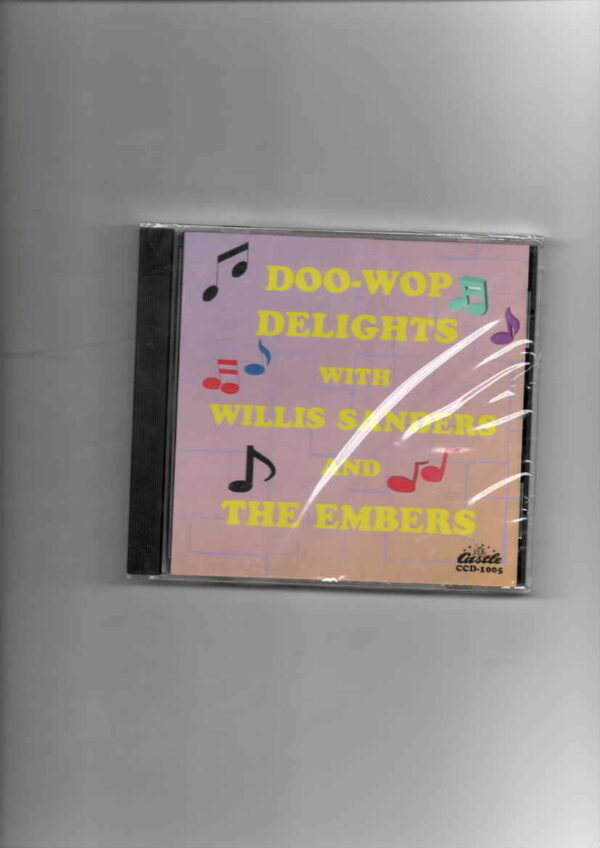 DOO-WOP
DELIGHTS
WITH
WILLIS SANDERS
AND
THE EMBERS
Castle
CCD-1005